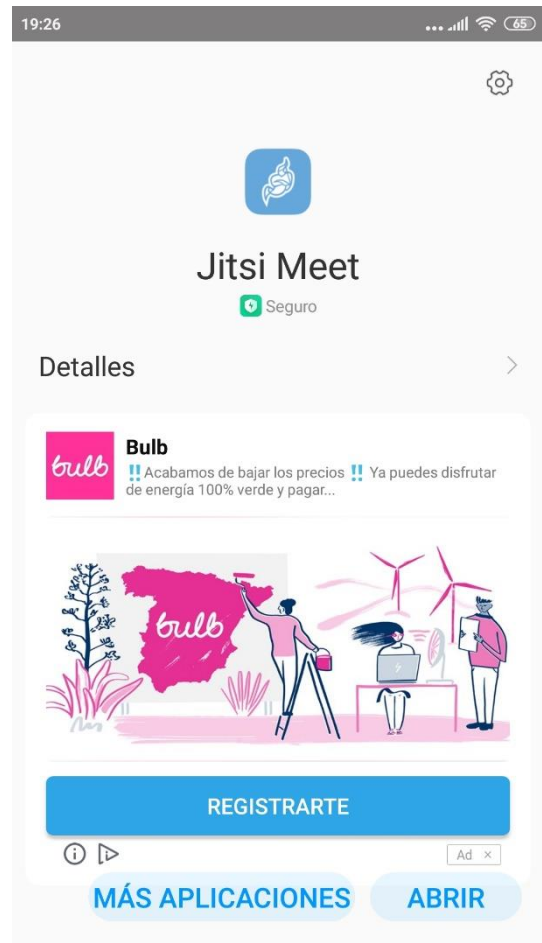 19:26
65
Jitsi Meet
Seguro
Detalles
bulb
Bulb
‼️Acabamos de bajar los precios ‼️ Ya puedes disfrutar
de energía 100% verde y pagar...
bulb
REGISTRARTE
Ad ×
MÁS APLICACIONES
ABRIR